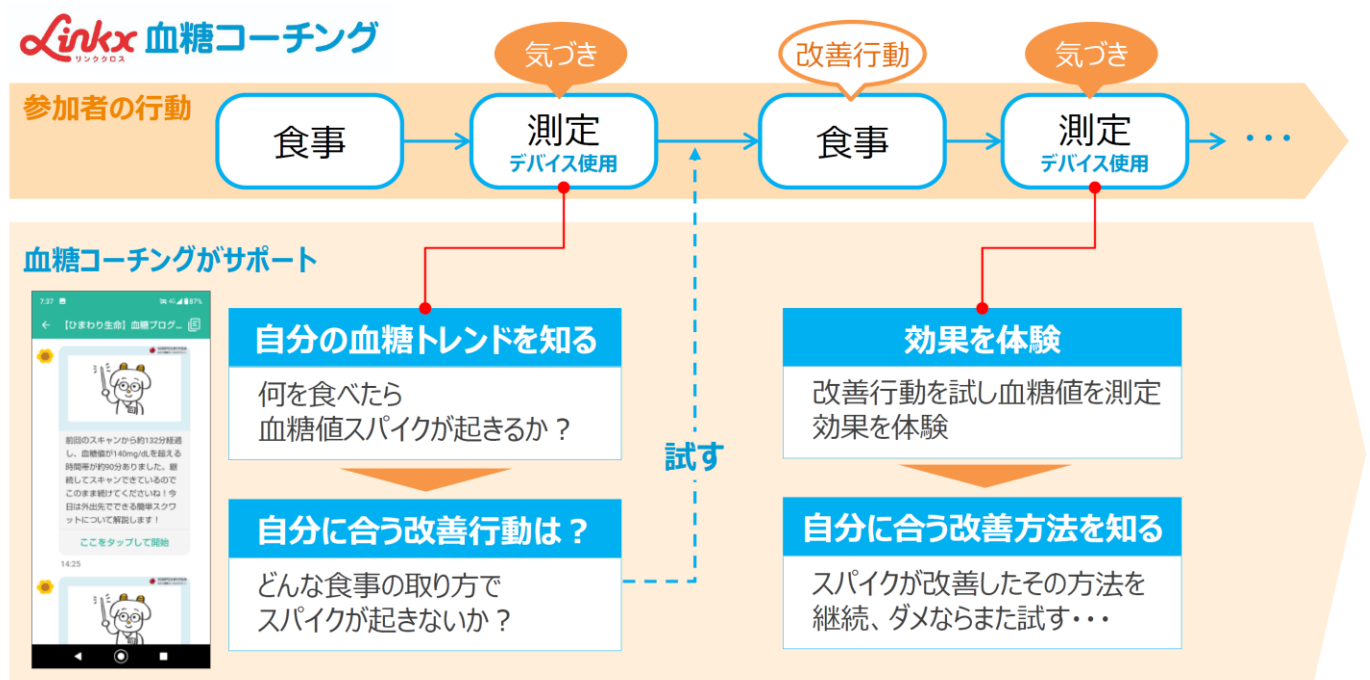 Linkx 血糖コーチング
リンククロス
気づき
改善行動
気づき
参加者の行動
食事
測定
デバイス使用
食事
測定
デバイス使用
・・・
血糖コーチングがサポート
7:37
4G
87%
【ひまわり生命】血糖プログ...
前回のスキャンから約132分経過
し、血糖値が140mg/dLを超える
時間帯が約90分ありました。継
続してスキャンできているので
このまま続けてくださいね！今
日は外出先でできる簡単スクワ
ットについて解説します！
ここをタップして開始
14:25
自分の血糖トレンドを知る
何を食べたら
血糖値スパイクが起きるか？
自分に合う改善行動は？
どんな食事の取り方で
スパイクが起きないか？
試す
効果を体験
改善行動を試し血糖値を測定
効果を体験
自分に合う改善方法を知る
スパイクが改善したその方法を
継続、ダメならまた試す・・・